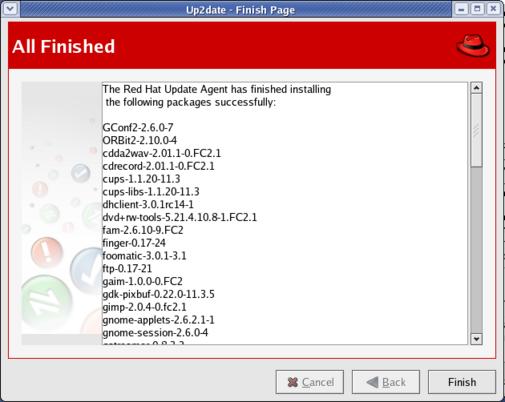 Up2date - Finish Page
All Finished
The Red Hat Update Agent has finished installing
the following packages successfully:
GConf2-2.6.0-7
ORBit2-2.10.0-4
cdda2wav-2.01.1-0.FC2.1
cdrecord-2.01.1-0.FC2.1
cups-1.1.20-11.3
cups-libs-1.1.20-11.3
dhclient-3.0.1rc14-1
dvd+rw-tools-5.21.4.10.8-1.FC2.1
fam-2.6.10-9.FC2
finger-0.17-24
foomatic-3.0.1-3.1
ftp-0.17-21
gaim-1.0.0-0.FC2
gdk-pixbuf-0.22.0-11.3.5
gimp-2.0.4-0.fc2.1
gnome-applets-2.6.2.1-1
gnome-session-2.6.0-4
Cancel
Back
Finish